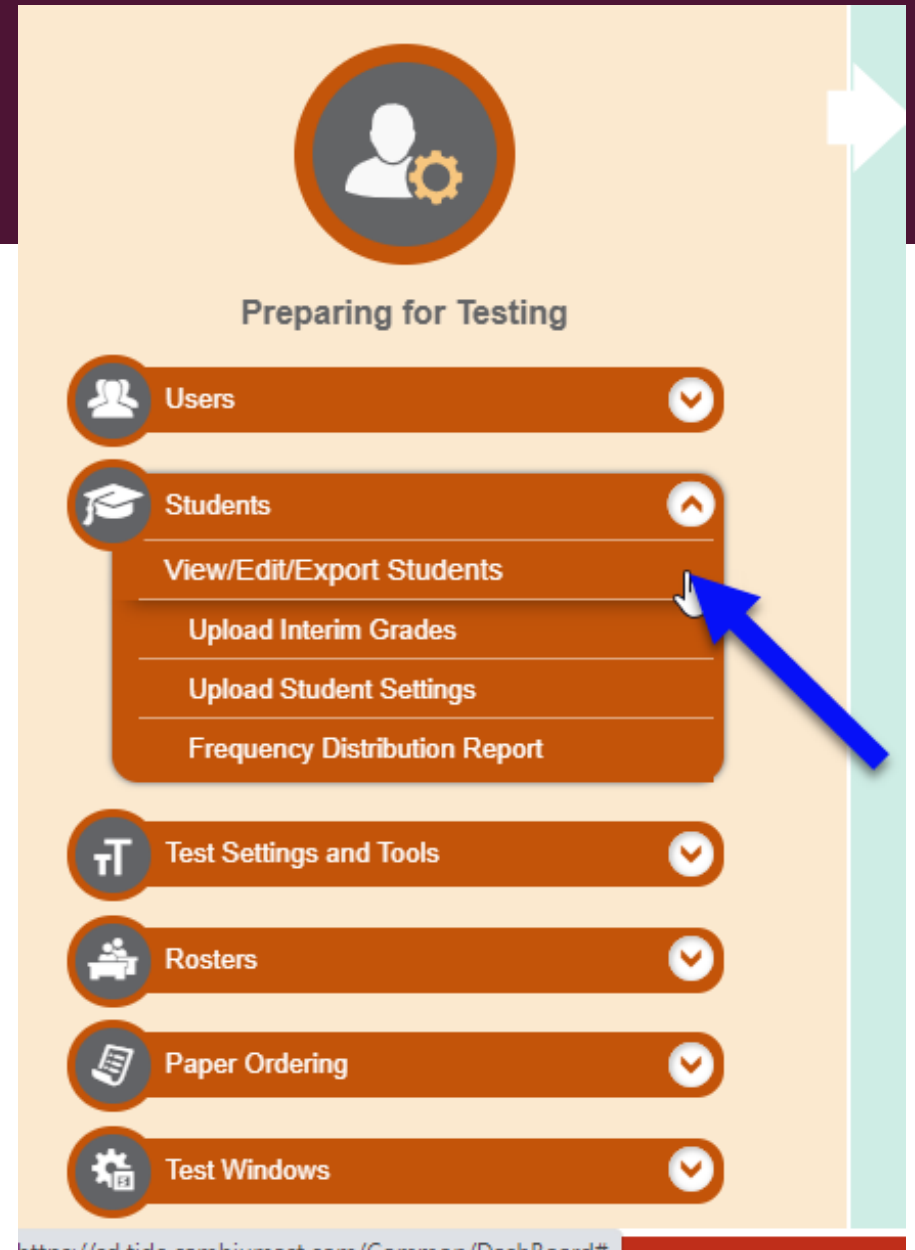 Preparing for Testing
Users
Students
View/Edit/Export Students
Upload Interim Grades
Upload Student Settings
Frequency Distribution Report
Test Settings and Tools
Rosters
Paper Ordering
Test Windows